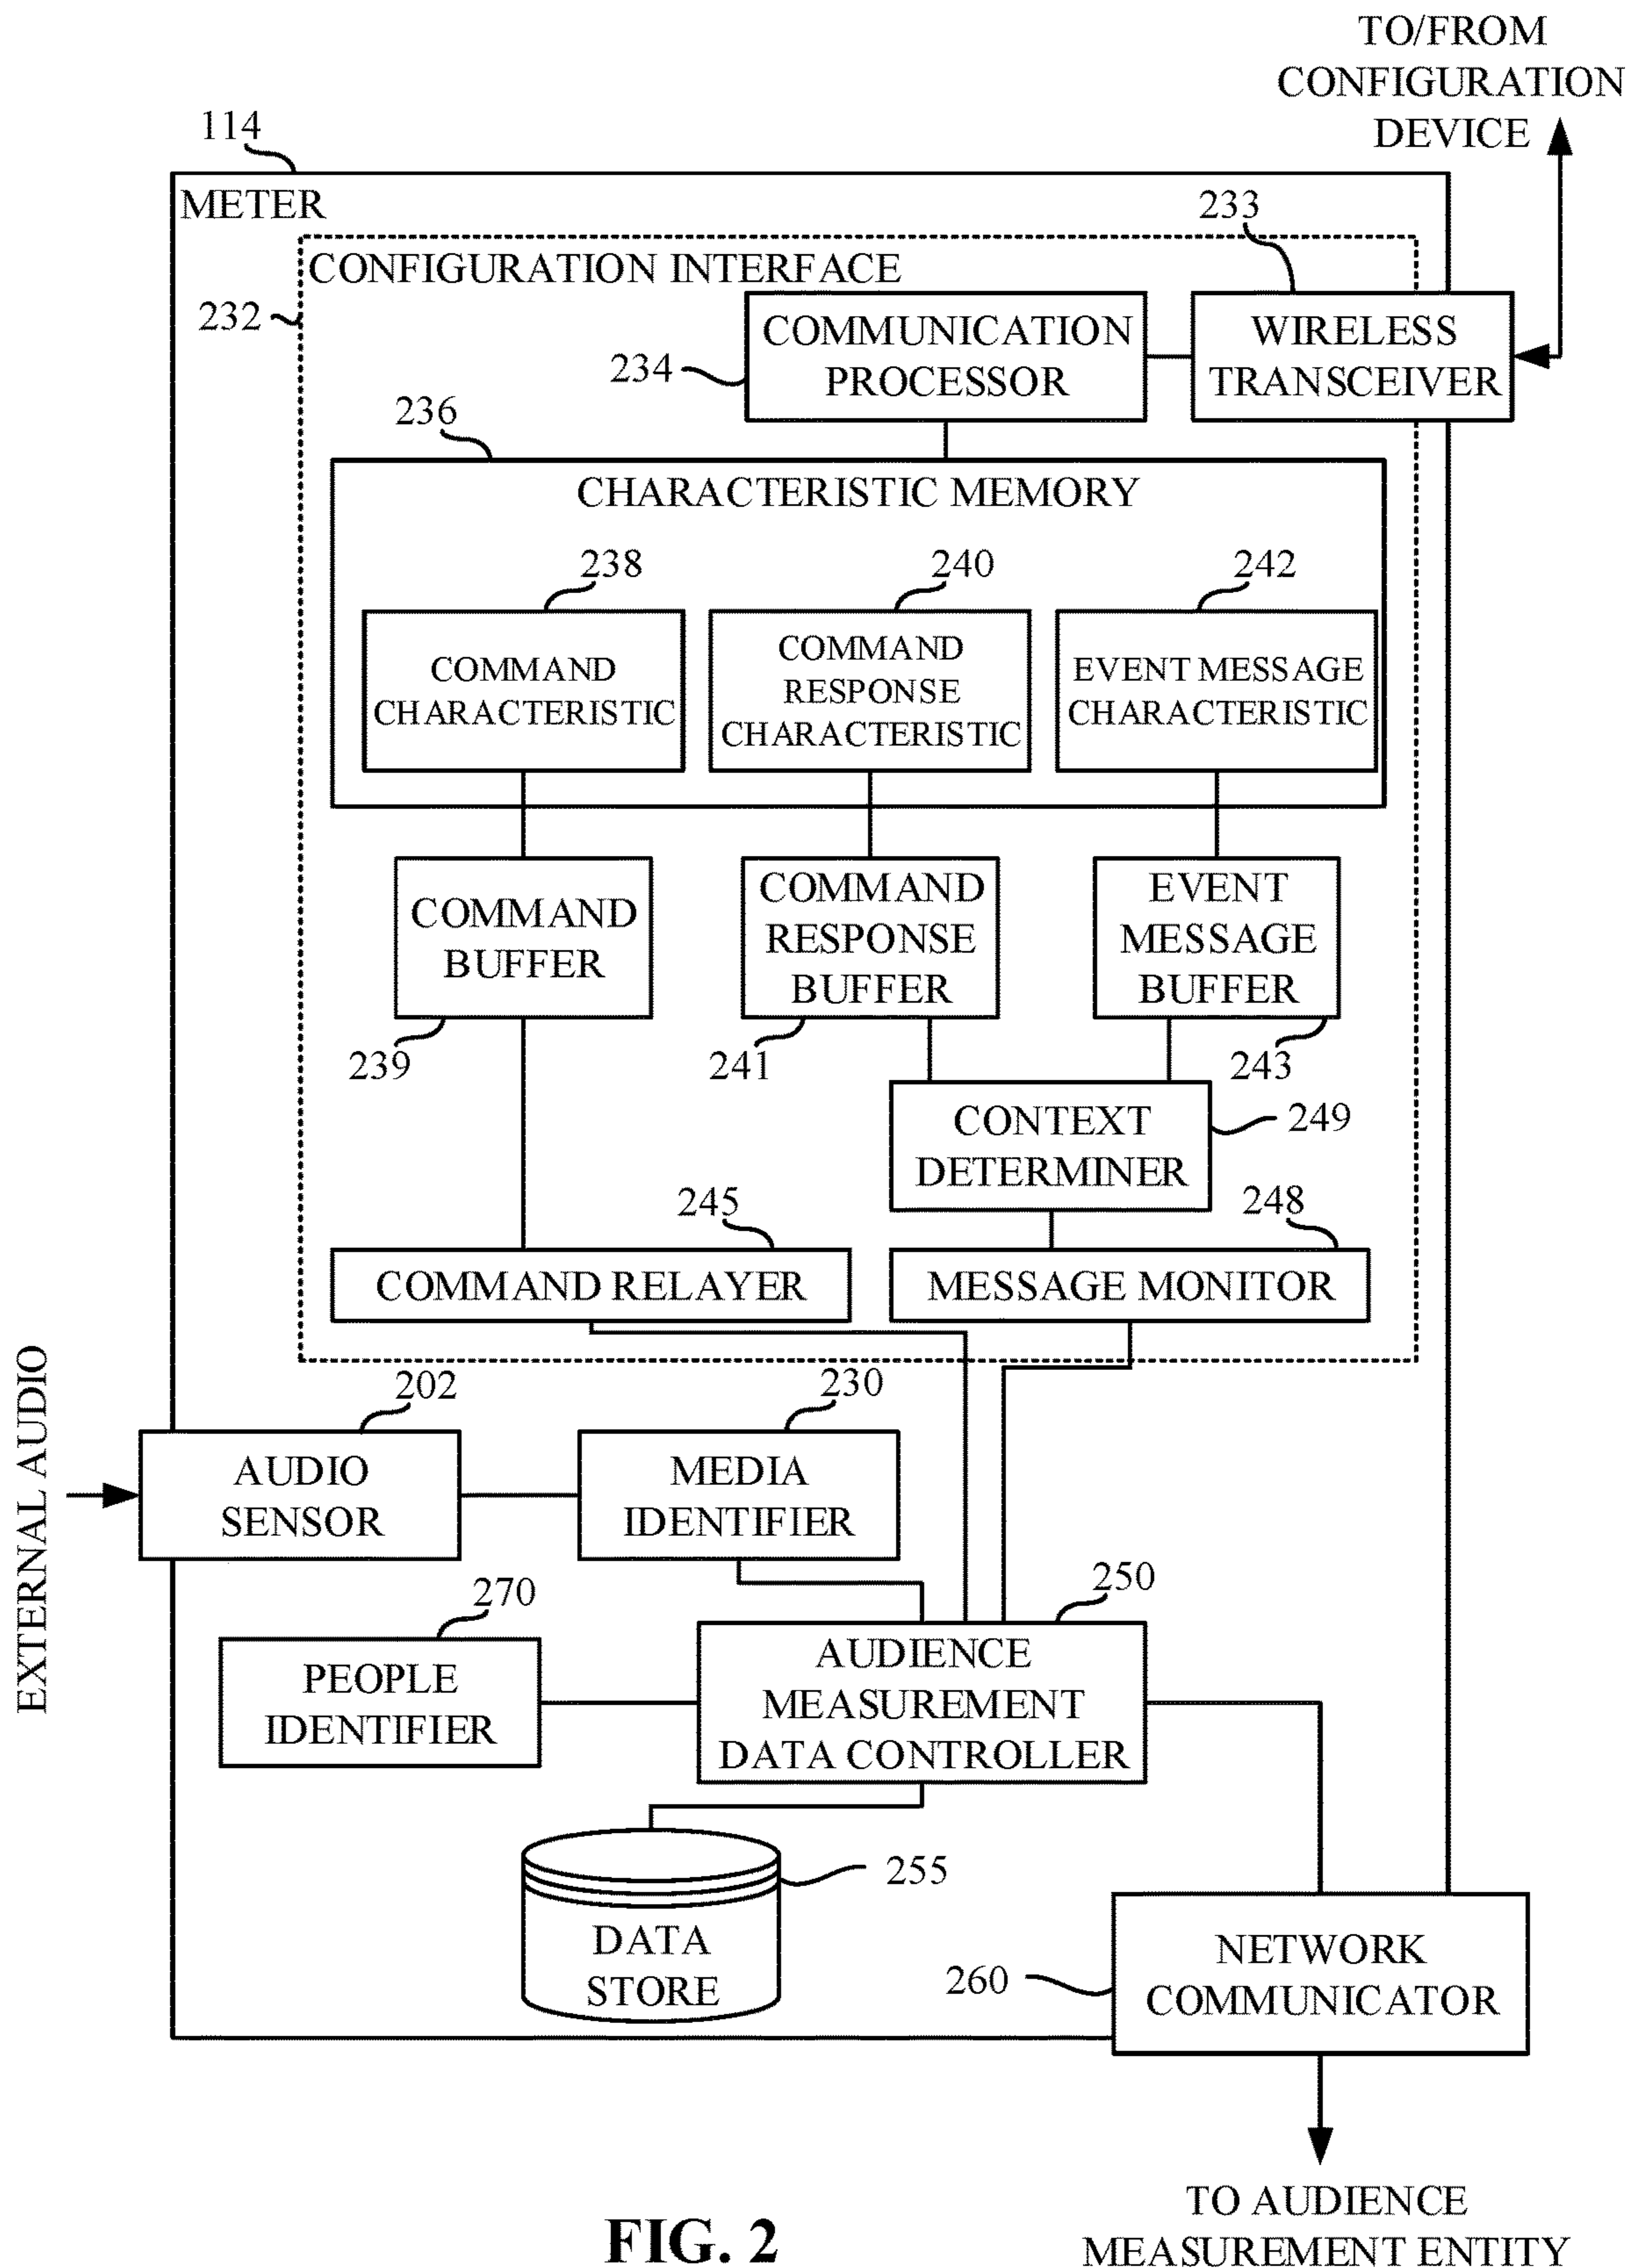 TO/FROM
CONFIGURATION
DEVICE
114
METER
233
CONFIGURATION INTERFACE
232
COMMUNICATION
PROCESSOR
WIRELESS
TRANSCEIVER
234
236
CHARACTERISTIC MEMORY
238
240
242
COMMAND
CHARACTERISTIC
COMMAND
RESPONSE
CHARACTERISTIC
EVENT MESSAGE
CHARACTERISTIC
COMMAND
BUFFER
COMMAND
RESPONSE
BUFFER
EVENT
MESSAGE
BUFFER
239
241
243
CONTEXT
DETERMINER
249
245
248
COMMAND RELAYER
MESSAGE MONITOR
EXTERNAL AUDIO
202
230
AUDIO
SENSOR
MEDIA
IDENTIFIER
270
250
PEOPLE
IDENTIFIER
AUDIENCE
MEASUREMENT
DATA CONTROLLER
255
DATA
STORE
260
NETWORK
COMMUNICATOR
TO AUDIENCE
MEASUREMENT ENTITY
FIG. 2